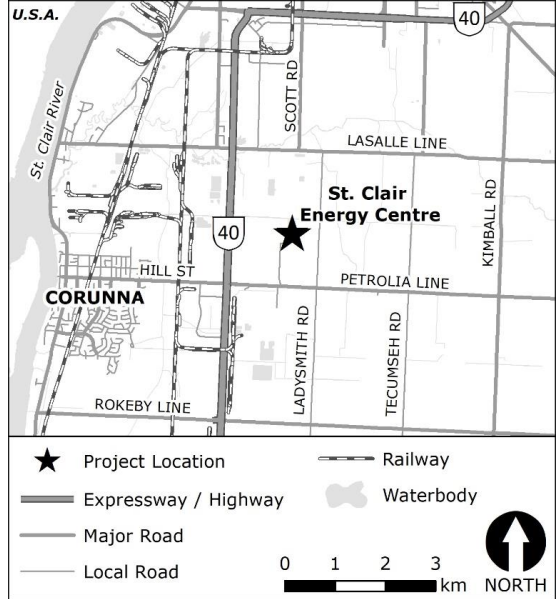 U.S.A.
40
St. Clair River
SCOTT RD
LASALLE LINE
St. Clair
Energy Centre
KIMBALL RD
40
HILL ST
PETROLIA LINE
CORUNNA
LADYSMITH RD
TECUMSEH RD
ROKEBY LINE
Project Location
Railway
Expressway / Highway
Waterbody
Major Road
Local Road
0 1 2 3
km
NORTH